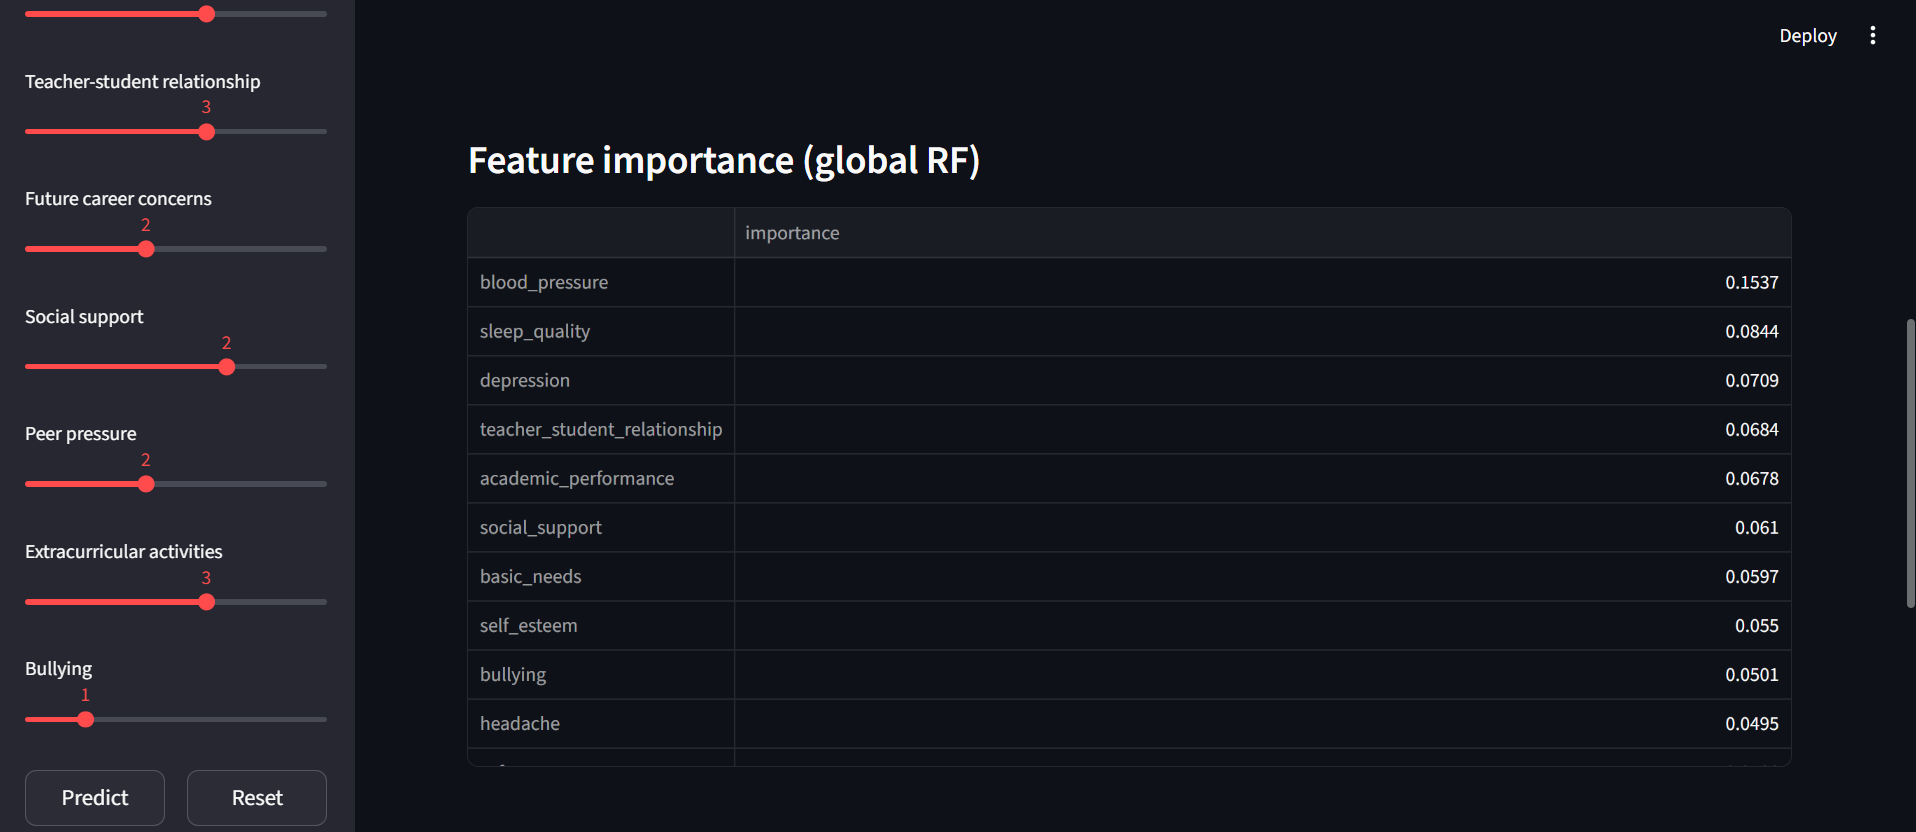 Teacher-student relationship
3
Future career concerns
2
Social support
2
Peer pressure
2
Extracurricular activities
3
Bullying
1
Predict Reset
Deploy
Feature importance (global RF)
importance
blood_pressure 0.1537
sleep_quality 0.0844
depression 0.0709
teacher_student_relationship 0.0684
academic_performance 0.0678
social_support 0.061
basic_needs 0.0597
self_esteem 0.055
bullying 0.0501
headache 0.0495